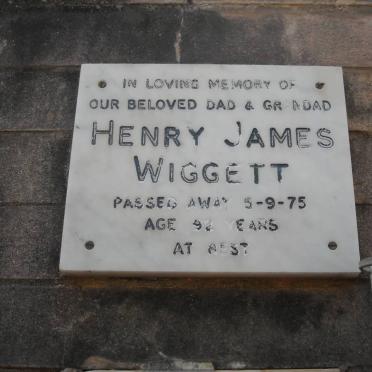 IN LOVING MEMORY OF
OUR BELOVED DAD & GRANDAD
HENRY JAMES
WIGGETT
PASSED AWAY 5-9-75
AGE YEARS
AT REST